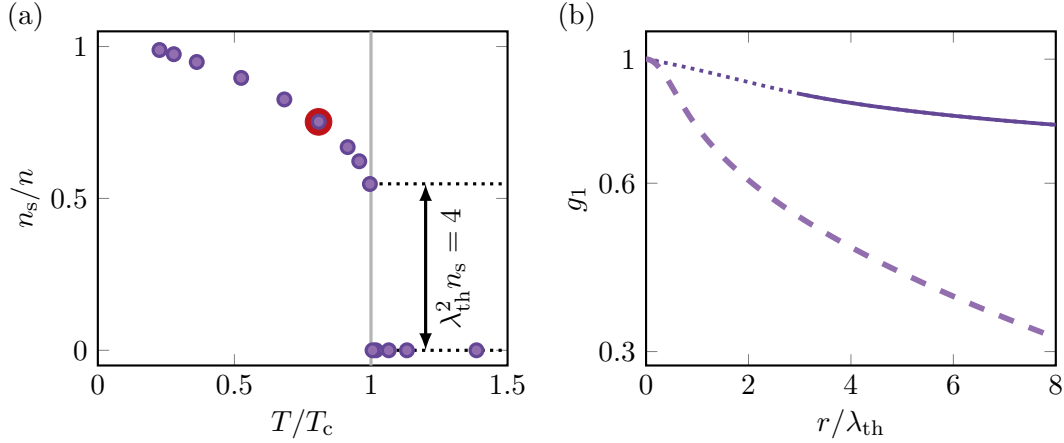 (a)
(b)
1
0.5
0
n_s/n
λ_th^2 n_s = 4
0
0.5
1
1.5
T/T_c
1
0.6
0.3
g_1
0
2
4
6
8
r/λ_th